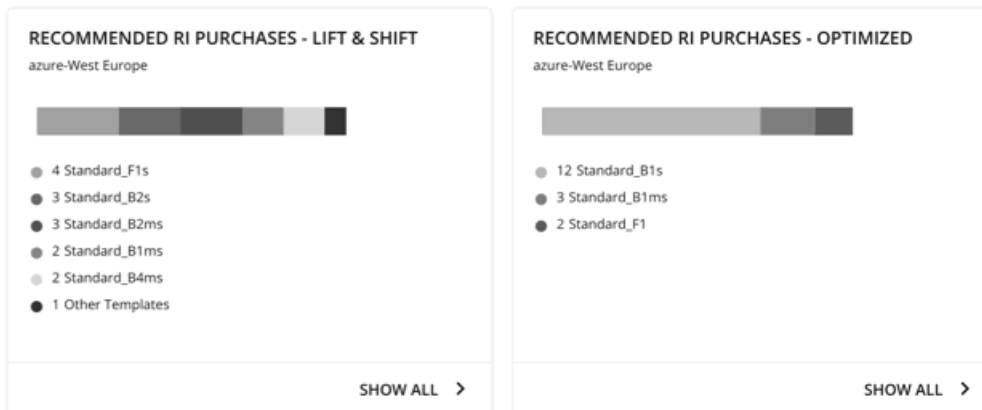 RECOMMENDED RI PURCHASES - LIFT & SHIFT
azure-West Europe
4 Standard_F1s
3 Standard_B2s
3 Standard_B2ms
2 Standard_B1ms
2 Standard_B4ms
1 Other Templates
SHOW ALL
RECOMMENDED RI PURCHASES - OPTIMIZED
azure-West Europe
12 Standard_B1s
3 Standard_B1ms
2 Standard_F1
SHOW ALL